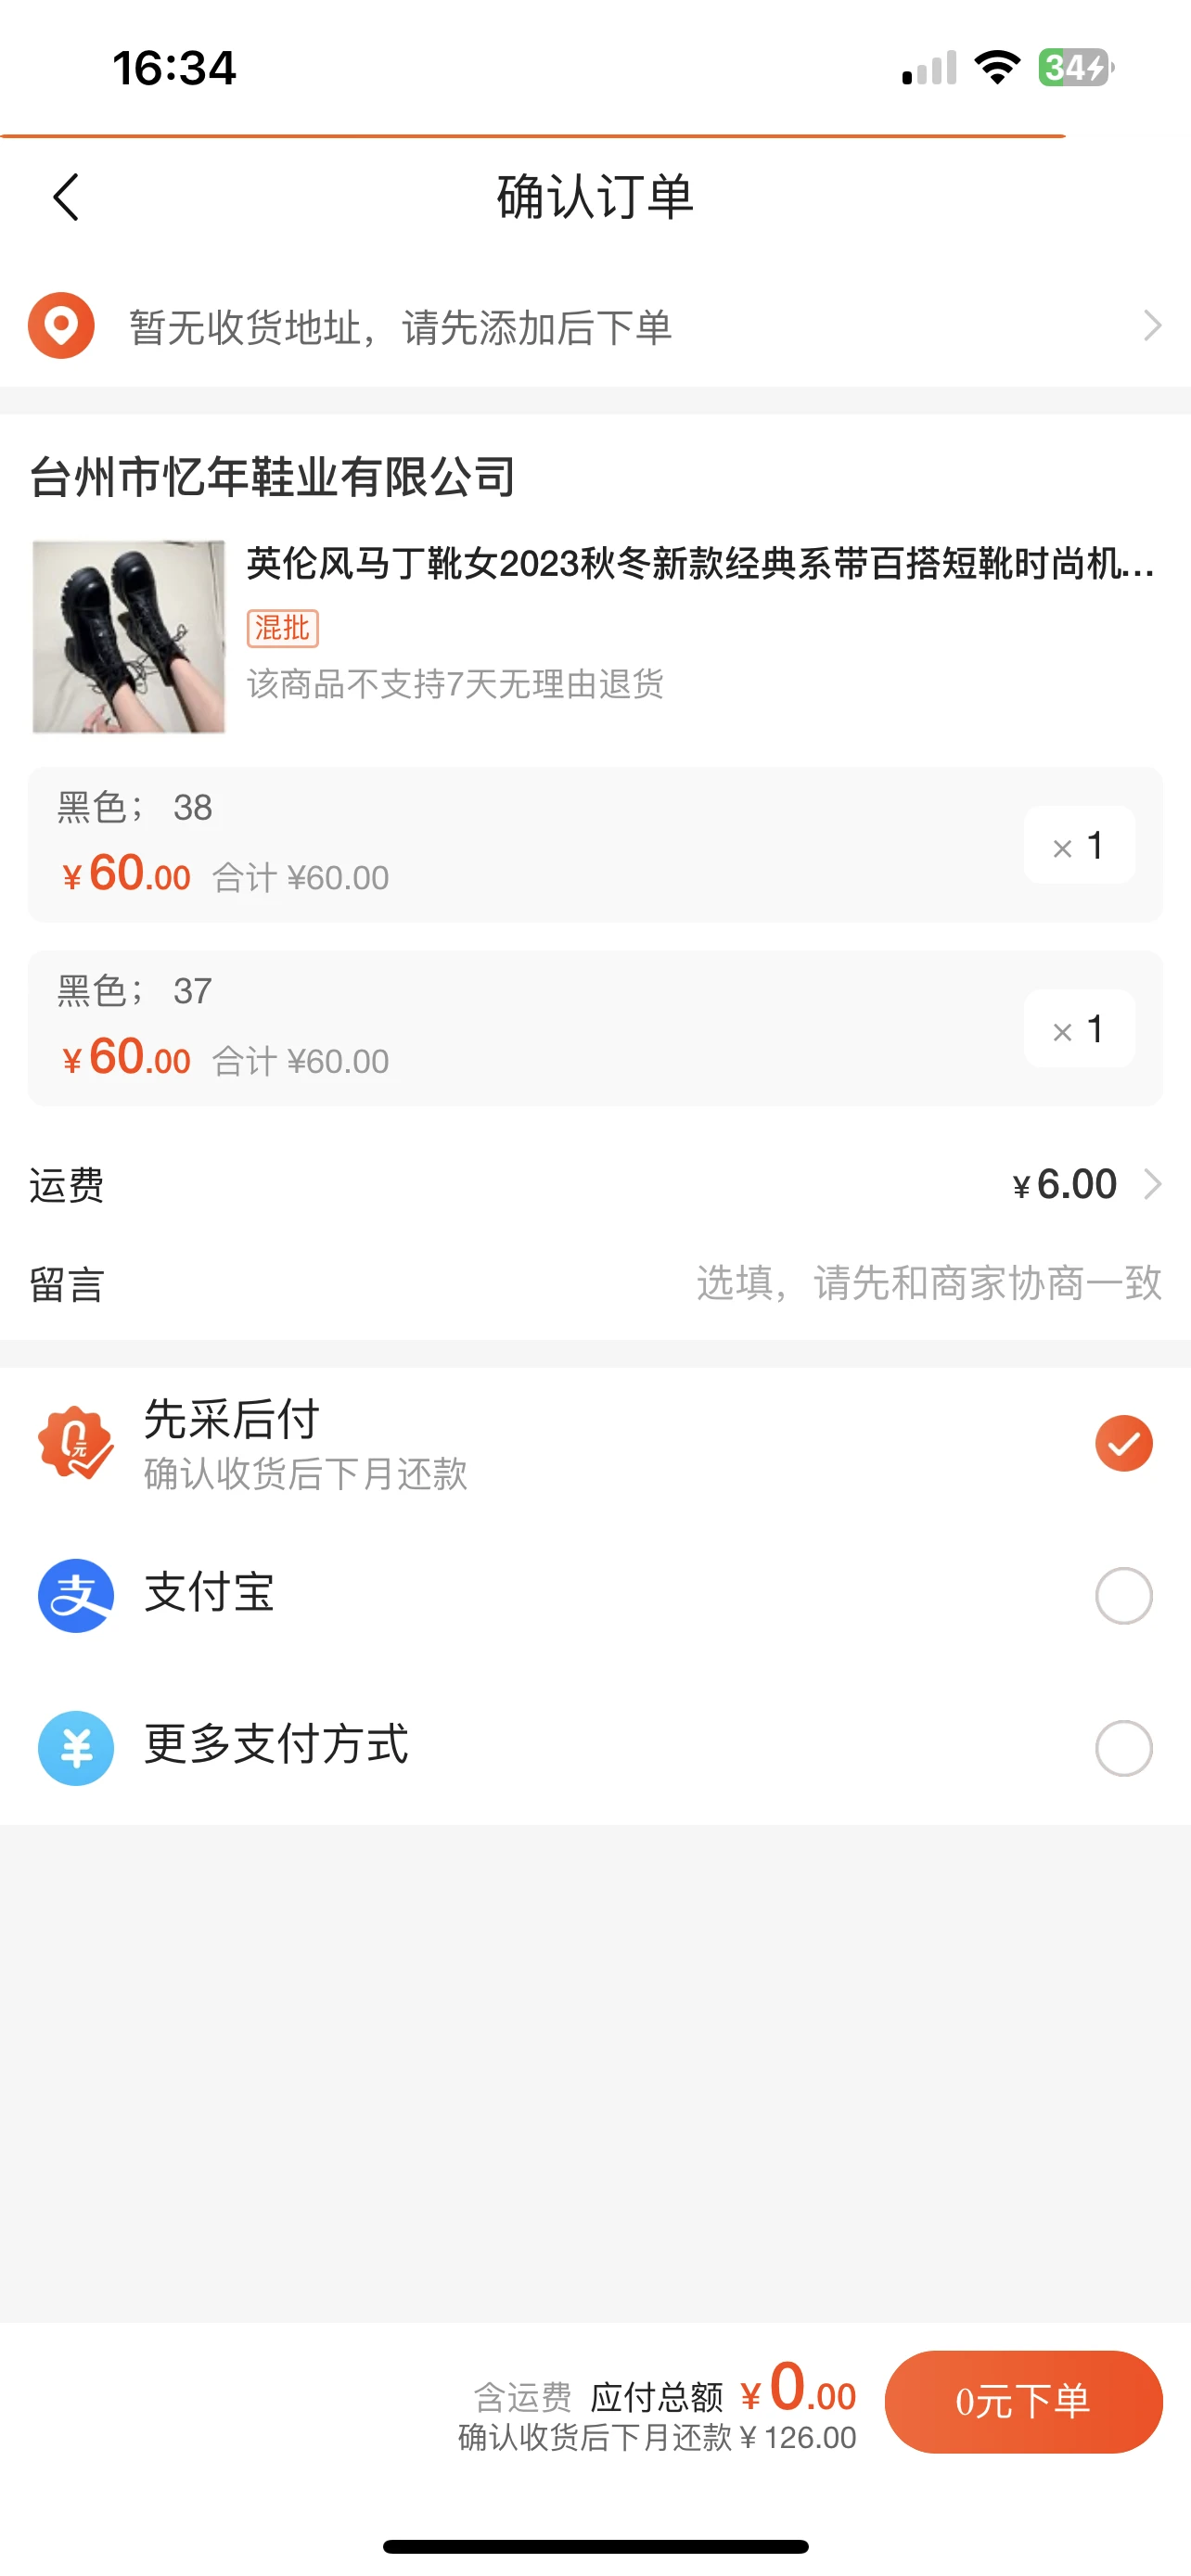 16:34
34
确认订单
暂无收货地址，请先添加后下单
台州市忆年鞋业有限公司
英伦风马丁靴女2023秋冬新款经典系带百搭短靴时尚机...
混批
该商品不支持7天无理由退货
黑色； 38
¥60.00 合计 ¥60.00
× 1
黑色； 37
¥60.00 合计 ¥60.00
× 1
运费 ¥6.00
留言 选填，请先和商家协商一致
0元
先采后付
确认收货后下月还款
支 支付宝
¥ 更多支付方式
含运费 应付总额 ¥0.00
确认收货后下月还款 ¥ 126.00
0元下单